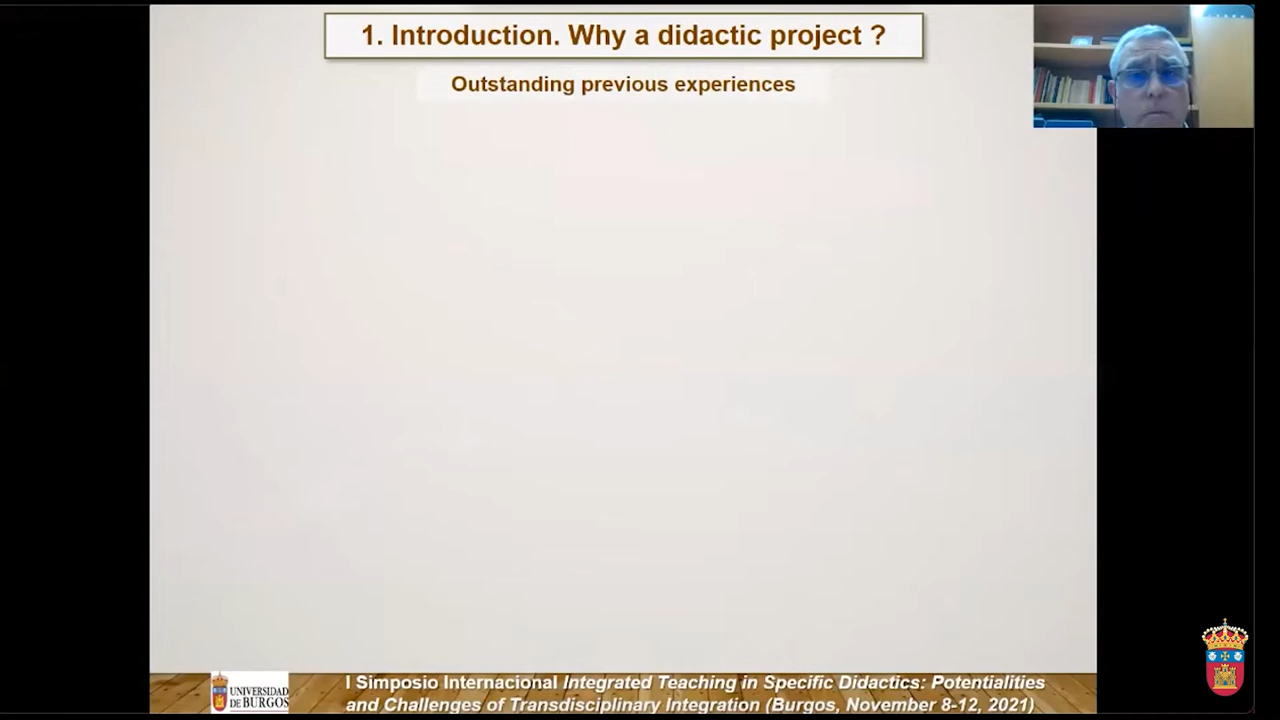 1. Introduction. Why a didactic project ?
Outstanding previous experiences
UNIVERSIDAD
DE BURGOS
I Simposio Internacional Integrated Teaching in Specific Didactics: Potentialities
and Challenges of Transdisciplinary Integration (Burgos, November 8-12, 2021)